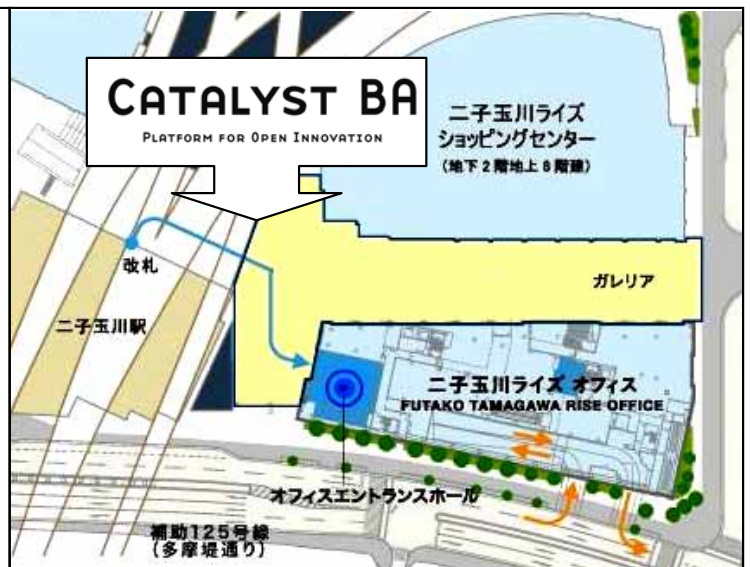 CATALYST BA
PLATFORM FOR OPEN INNOVATION
二子玉川ライズ
ショッピングセンター
(地下2階地上8階建)
改札
ガレリア
二子玉川駅
二子玉川ライズ オフィス
FUTAKO TAMAGAWA RISE OFFICE
オフィスエントランスホール
補助125号線
(多摩堤通り)